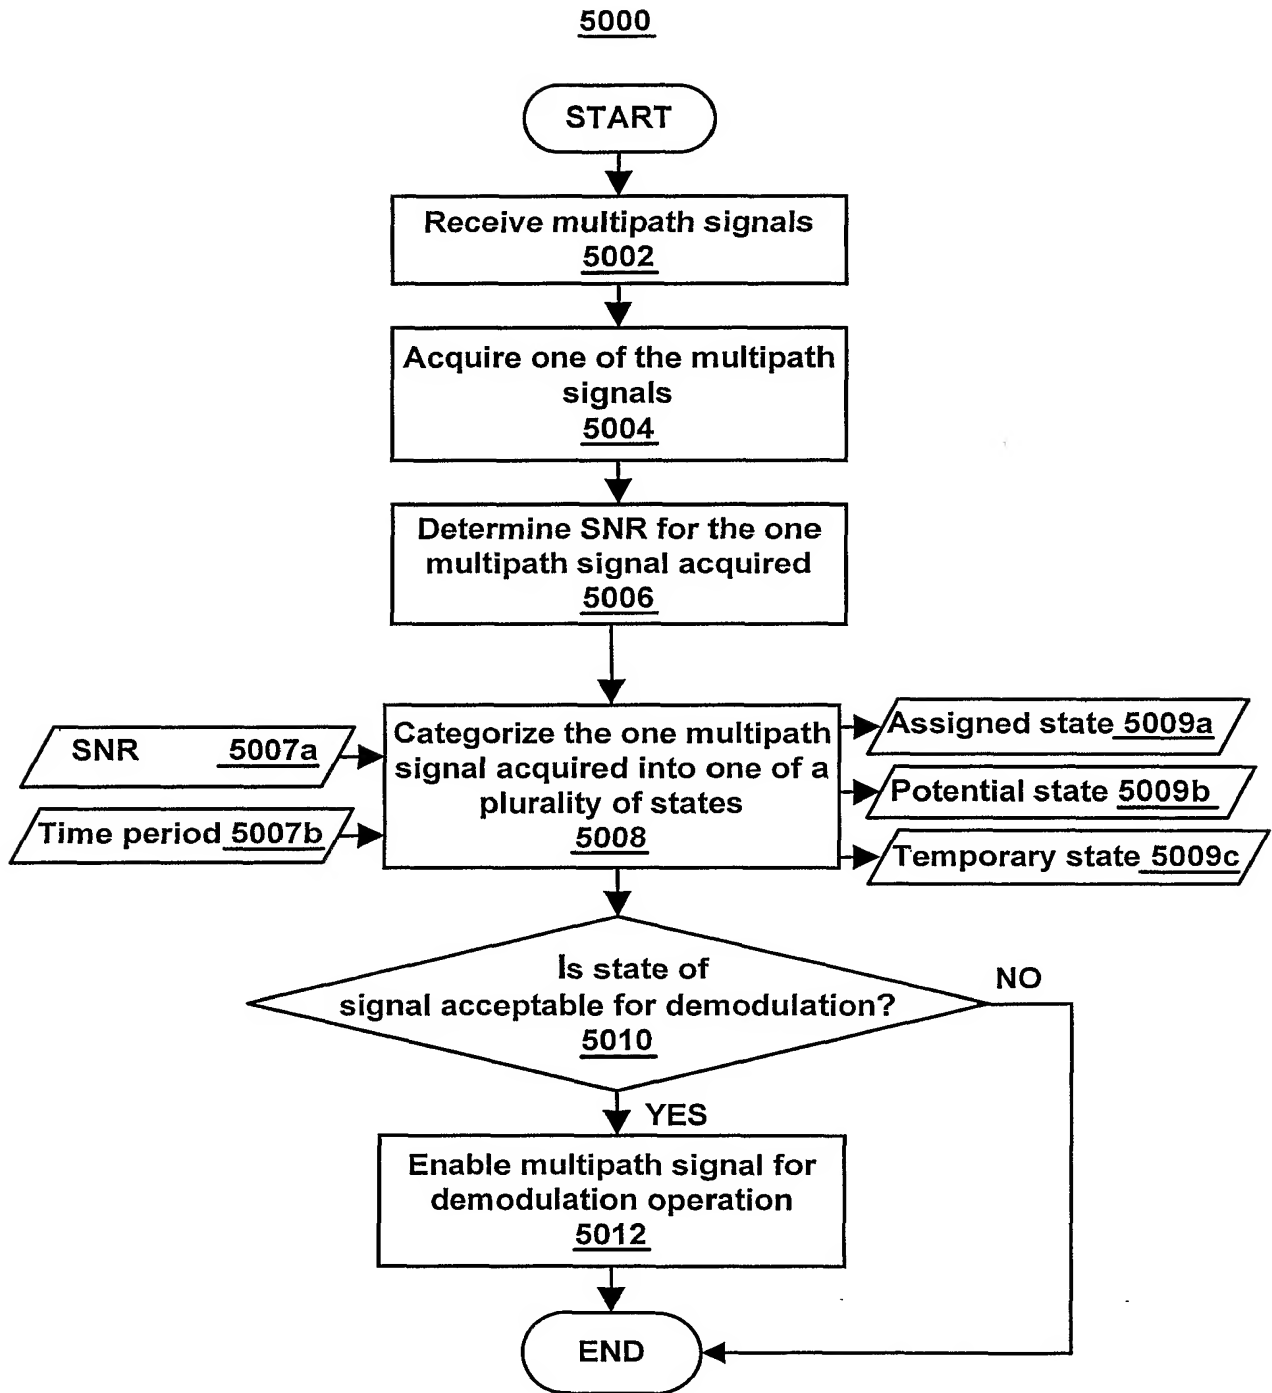 5000
START
Receive multipath signals
5002
Acquire one of the multipath
signals
5004
Determine SNR for the one
multipath signal acquired
5006
SNR 5007a
Time period 5007b
Categorize the one multipath
signal acquired into one of a
plurality of states
5008
Assigned state 5009a
Potential state 5009b
Temporary state 5009c
Is state of
signal acceptable for demodulation?
5010
NO
YES
Enable multipath signal for
demodulation operation
5012
END